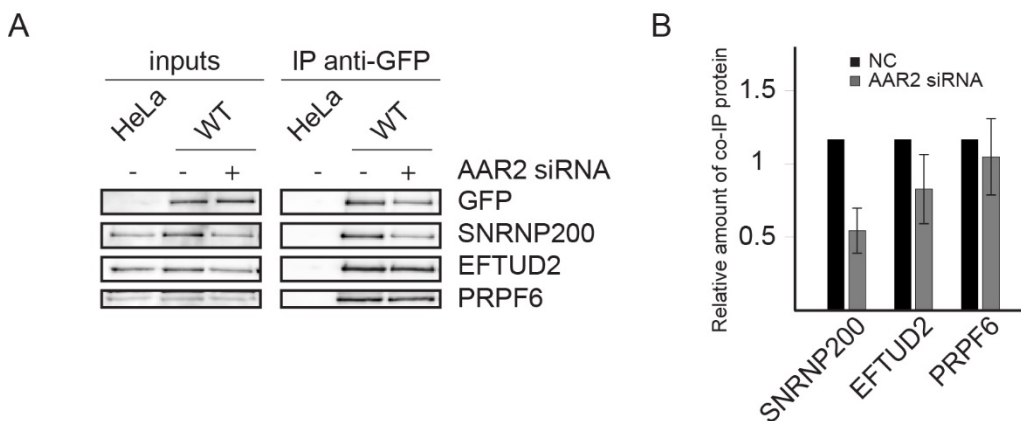 A
inputs
IP anti-GFP
HeLa
WT
HeLa
WT
- - + - - + AAR2 siRNA
GFP
SNRNP200
EFTUD2
PRPF6
B
Relative amount of co-IP protein
NC
AAR2 siRNA
1.5
1
0.5
SNRNP200
EFTUD2
PRPF6